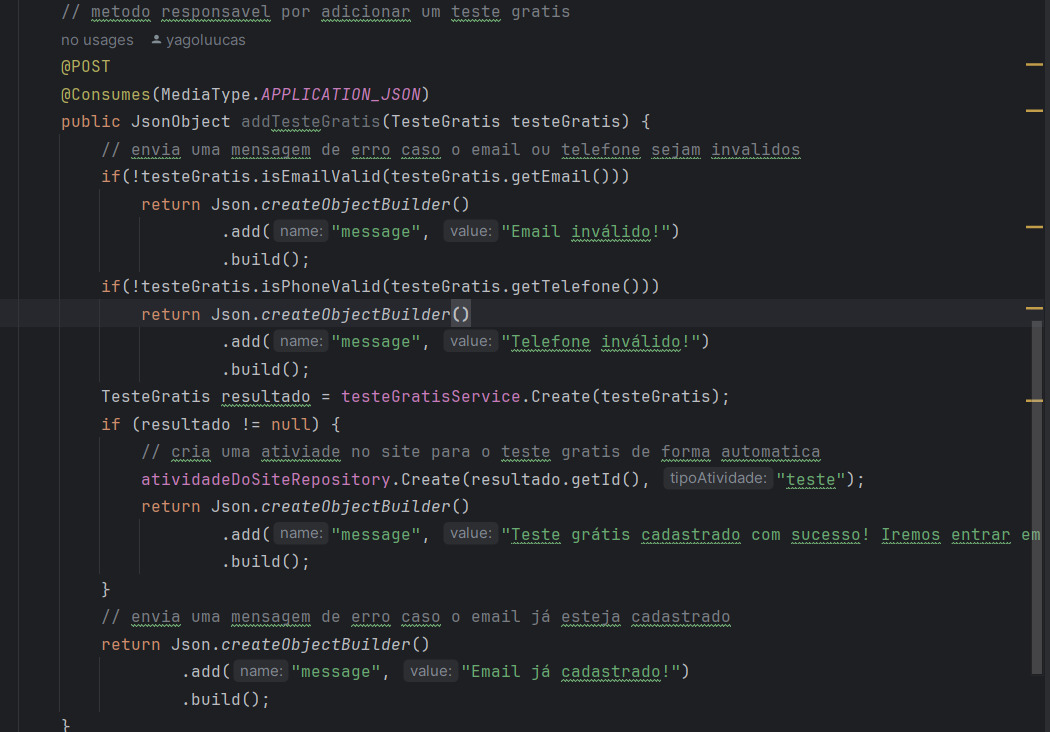 // metodo responsavel por adicionar um teste gratis
no usages yagoluucas
@POST
@Consumes(MediaType.APPLICATION_JSON)
public JsonObject addTesteGratis(TesteGratis testeGratis) {
// envia uma mensagem de erro caso o email ou telefone sejam invalidos
if(!testeGratis.isEmailValid(testeGratis.getEmail()))
return Json.createObjectBuilder()
.add( name: "message", value: "Email inválido!")
.build();
if(!testeGratis.isPhoneValid(testeGratis.getTelefone()))
return Json.createObjectBuilder()
.add( name: "message", value: "Telefone inválido!")
.build();
TesteGratis resultado = testeGratisService.Create(testeGratis);
if (resultado != null) {
// cria uma ativiade no site para o teste gratis de forma automatica
atividadeDoSiteRepository.Create(resultado.getId(), tipoAtividade: "teste");
return Json.createObjectBuilder()
.add( name: "message", value: "Teste grátis cadastrado com sucesso! Iremos entrar em
.build();
}
// envia uma mensagem de erro caso o email já esteja cadastrado
return Json.createObjectBuilder()
.add( name: "message", value: "Email já cadastrado!")
.build();
}